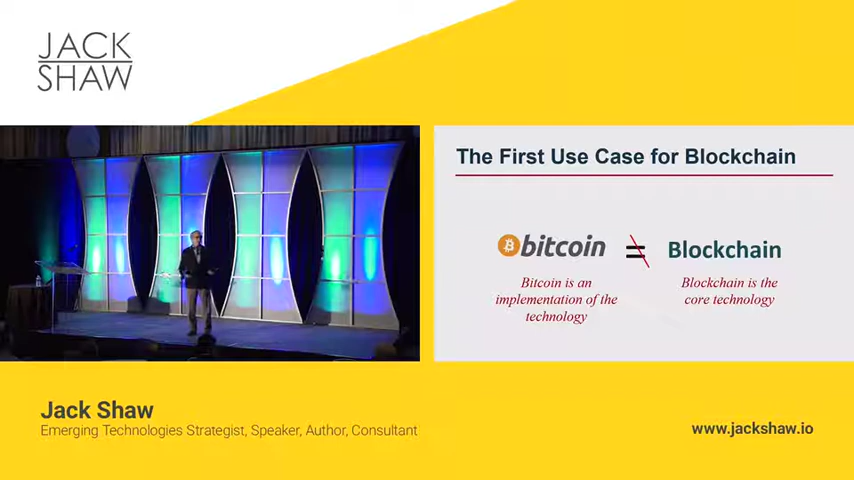 JACK
SHAW
The First Use Case for Blockchain
bitcoin = Blockchain
Bitcoin is an
implementation of the
technology
Blockchain is the
core technology
Jack Shaw
Emerging Technologies Strategist, Speaker, Author, Consultant
www.jackshaw.io